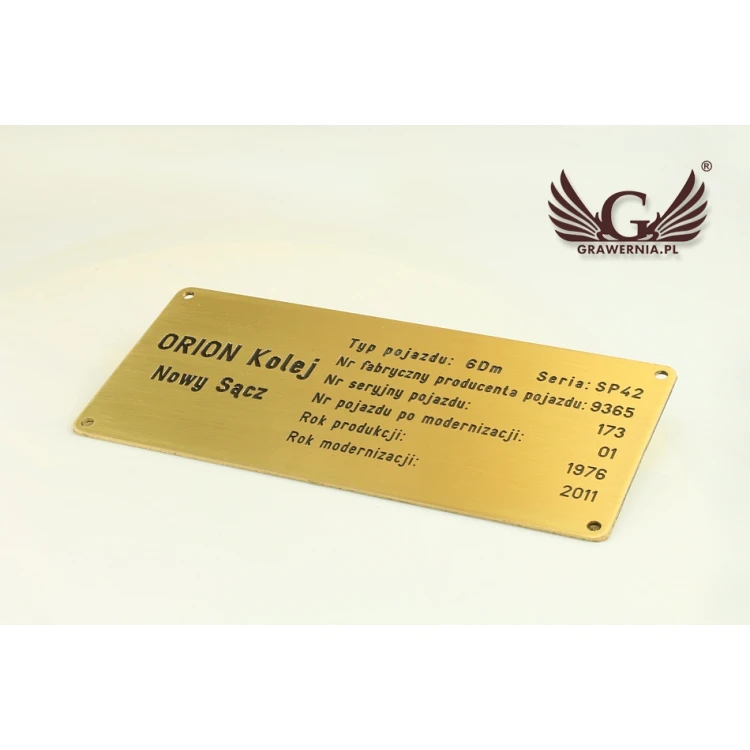 G®
GRAWERNIA.PL
ORION Kolej
Nowy Sącz
Typ pojazdu: 6Dm Seria: SP42
Nr fabryczny producenta pojazdu: 9365
Nr seryjny pojazdu: 173
Nr pojazdu po modernizacji: 01
Rok produkcji: 1976
Rok modernizacji: 2011